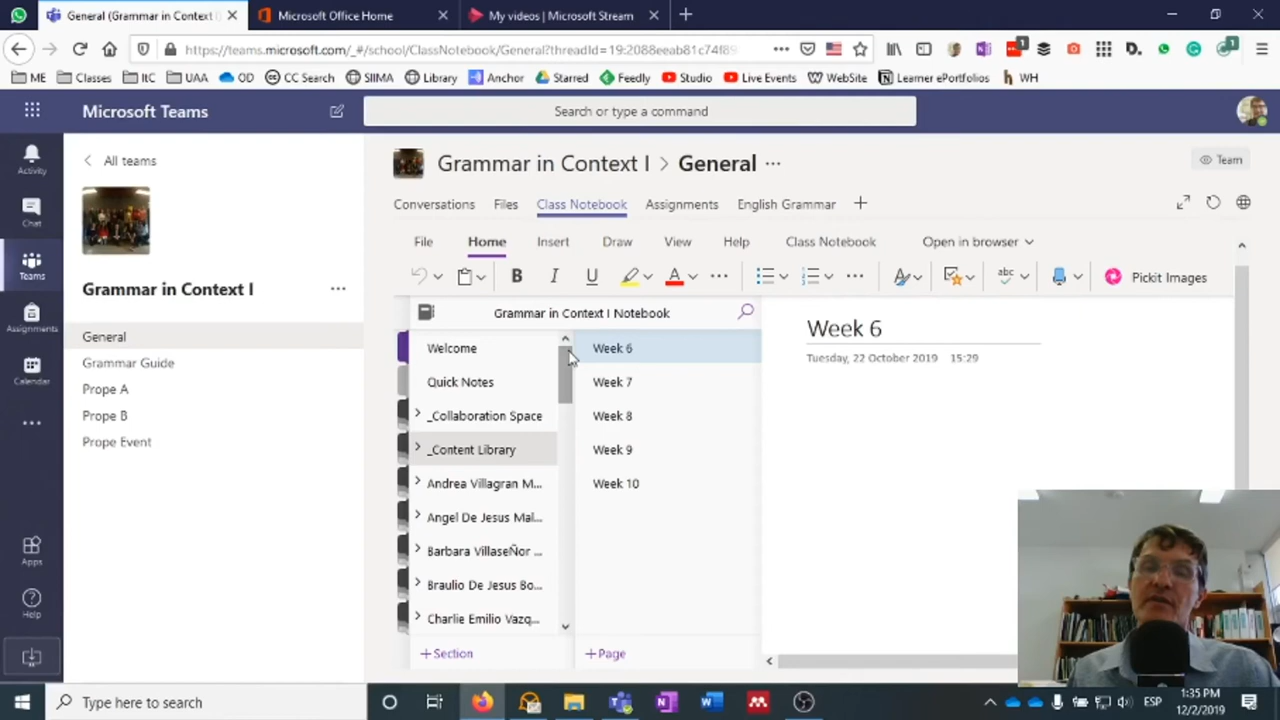 General (Grammar in Context I)
Microsoft Office Home
My videos | Microsoft Stream
https://teams.microsoft.com/_#/school/ClassNotebook/General?threadId=19:2088eeab81c74f89
ME Classes IIC UAA OD CC Search SIIMA Library Anchor Starred Feedly Studio Live Events WebSite Learner ePortfolios WH
Microsoft Teams
Search or type a command
Activity
Chat
Teams
Assignments
Calendar
Apps
Help
All teams
Grammar in Context I
General
Grammar Guide
Prope A
Prope B
Prope Event
Grammar in Context I > General ...
Team
Conversations Files Class Notebook Assignments English Grammar +
File Home Insert Draw View Help Class Notebook Open in browser
B I U A abc Pickit Images
Grammar in Context I Notebook
Welcome
Quick Notes
_Collaboration Space
_Content Library
Andrea Villagran M...
Angel De Jesus Mal...
Barbara VillaseÑor ...
Braulio De Jesus Bo...
Charlie Emilio Vazq...
+ Section
Week 6
Week 7
Week 8
Week 9
Week 10
+ Page
Week 6
Tuesday, 22 October 2019 15:29
Type here to search
ESP
1:35 PM
12/2/2019